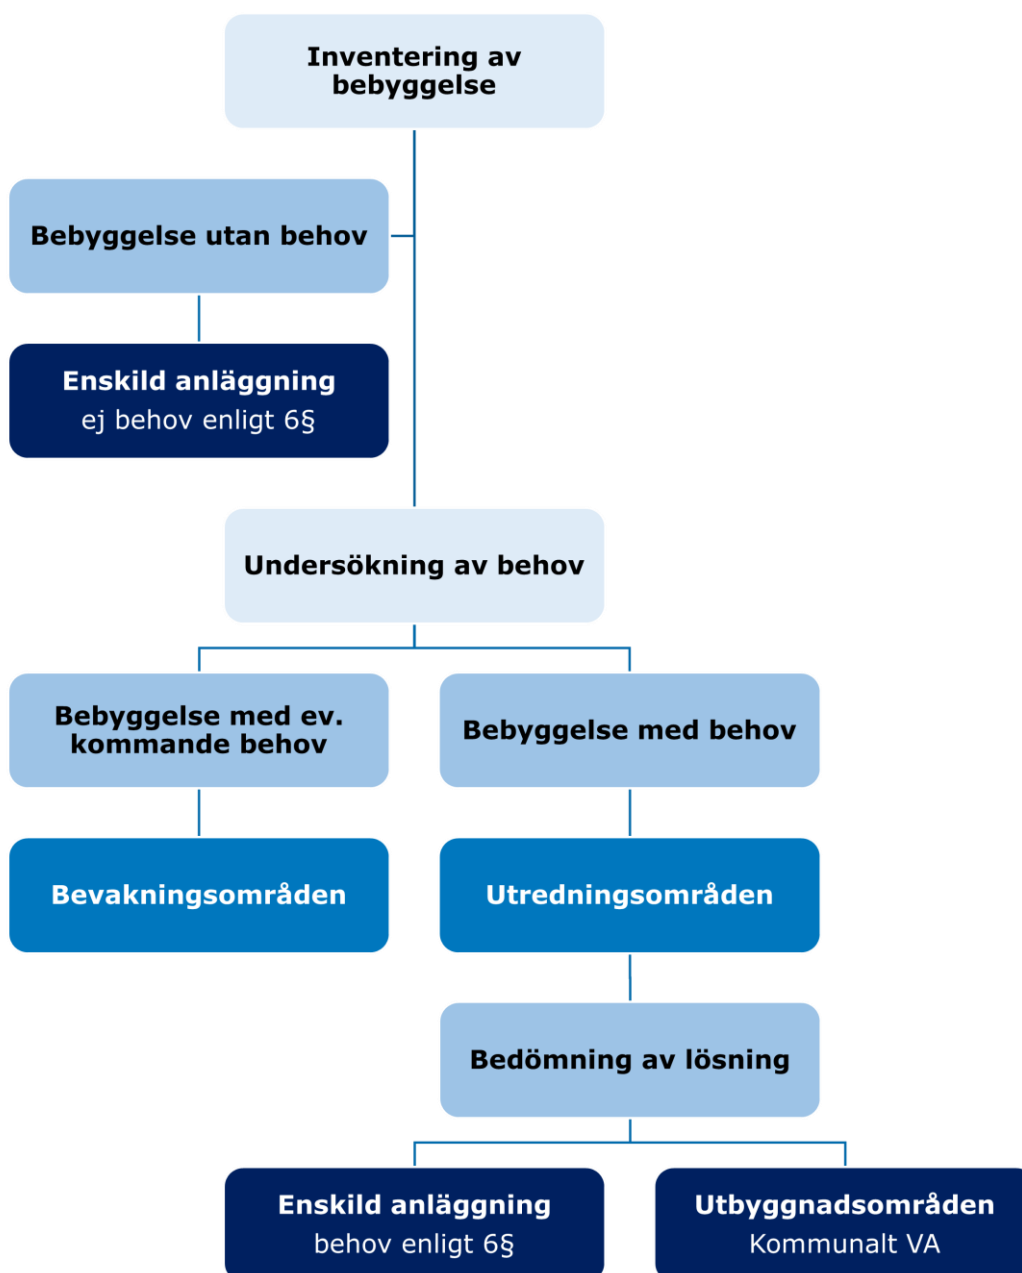 Inventering av
bebyggelse
Bebyggelse utan behov
Enskild anläggning
ej behov enligt 6§
Undersökning av behov
Bebyggelse med ev.
kommande behov
Bebyggelse med behov
Bevakningsområden
Utredningsområden
Bedömning av lösning
Enskild anläggning
behov enligt 6§
Utbyggnadsområden
Kommunalt VA